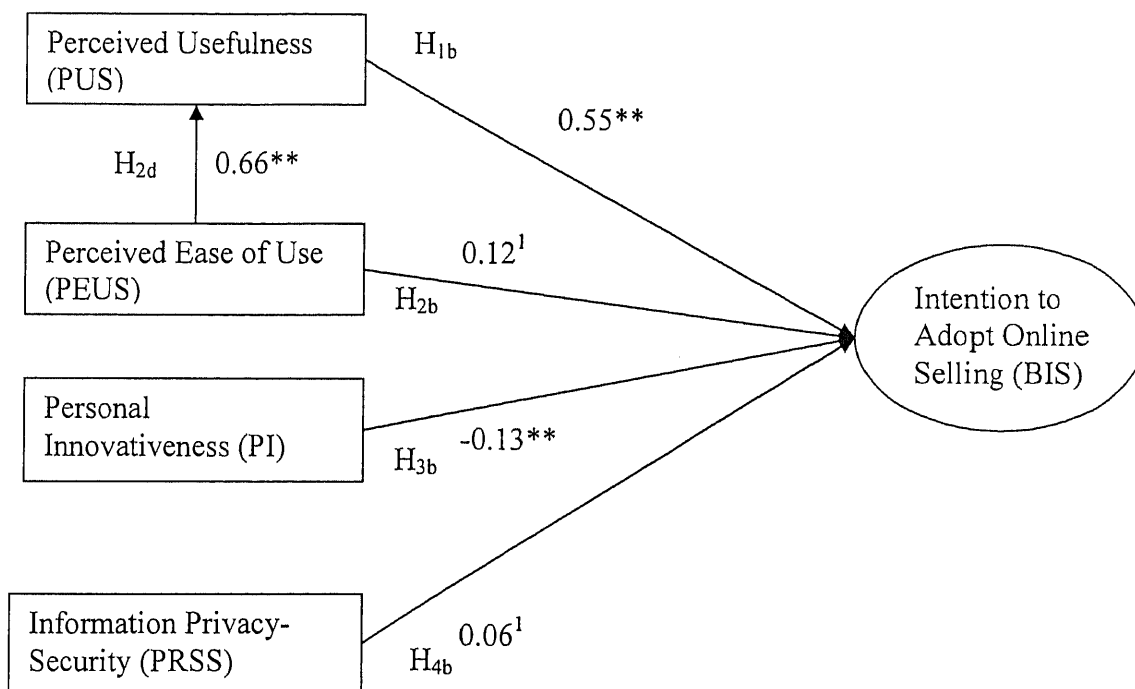 Perceived Usefulness
(PUS)
H1b
0.55**
H2d
0.66**
Perceived Ease of Use
(PEUS)
0.12¹
H2b
Intention to
Adopt Online
Selling (BIS)
Personal
Innovativeness (PI)
-0.13**
H3b
Information Privacy-
Security (PRSS)
0.06¹
H4b